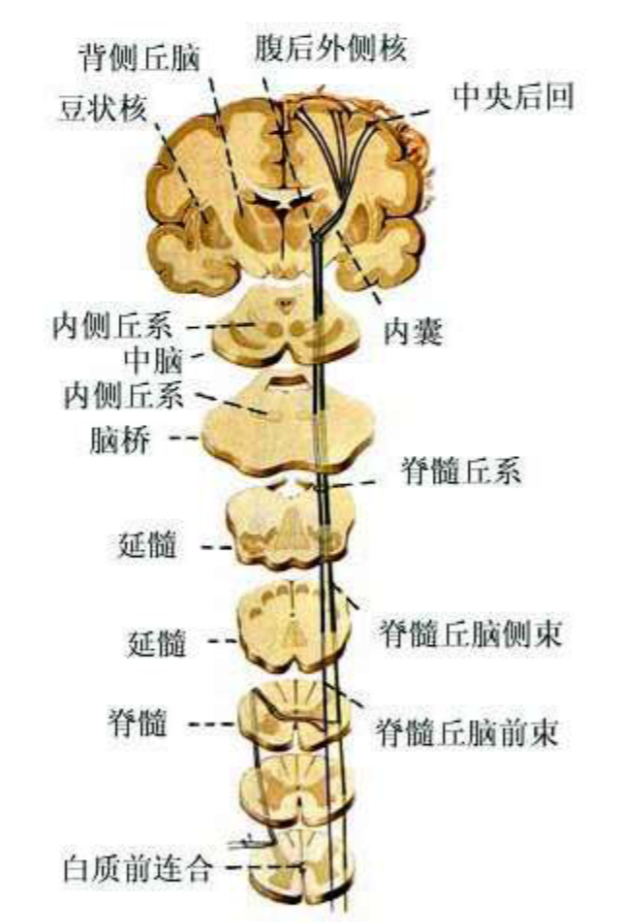 背侧丘脑
腹后外侧核
豆状核
中央后回
内侧丘系
中脑
内囊
内侧丘系
脑桥
脊髓丘系
延髓
延髓
脊髓丘脑侧束
脊髓
脊髓丘脑前束
白质前连合